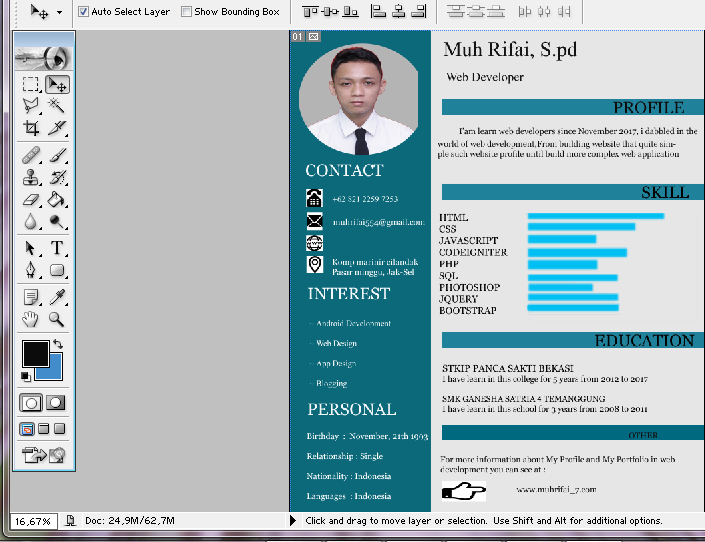 Auto Select Layer
Show Bounding Box
01
Muh Rifai, S.pd
Web Developer
PROFILE
I'am learn web developers since November 2017, i dabbled in the
world of web development,From building website that quite sim-
ple such website profile until build more complex web application
CONTACT
+62 821 2259 7253
muhrifai554@gmail.com
WWW
Komp marinir cilandak
Pasar minggu, Jak-Sel
SKILL
HTML
CSS
JAVASCRIPT
CODEIGNITER
PHP
SQL
PHOTOSHOP
JQUERY
BOOTSTRAP
INTEREST
- Android Development
- Web Design
- App Design
- Blogging
EDUCATION
STKIP PANCA SAKTI BEKASI
I have learn in this college for 5 years from 2012 to 2017
SMK GANESHA SATRIA 4 TEMANGGUNG
I have learn in this school for 3 years from 2008 to 2011
PERSONAL
Birthday : November, 21th 1993
Relationship : Single
Nationality : Indonesia
Languages : Indonesia
OTHER
For more information about My Profile and My Portfolio in web
development you can see at :
www.muhrifai_7.com
T
16,67%
Doc: 24,9M/62,7M
Click and drag to move layer or selection. Use Shift and Alt for additional options.